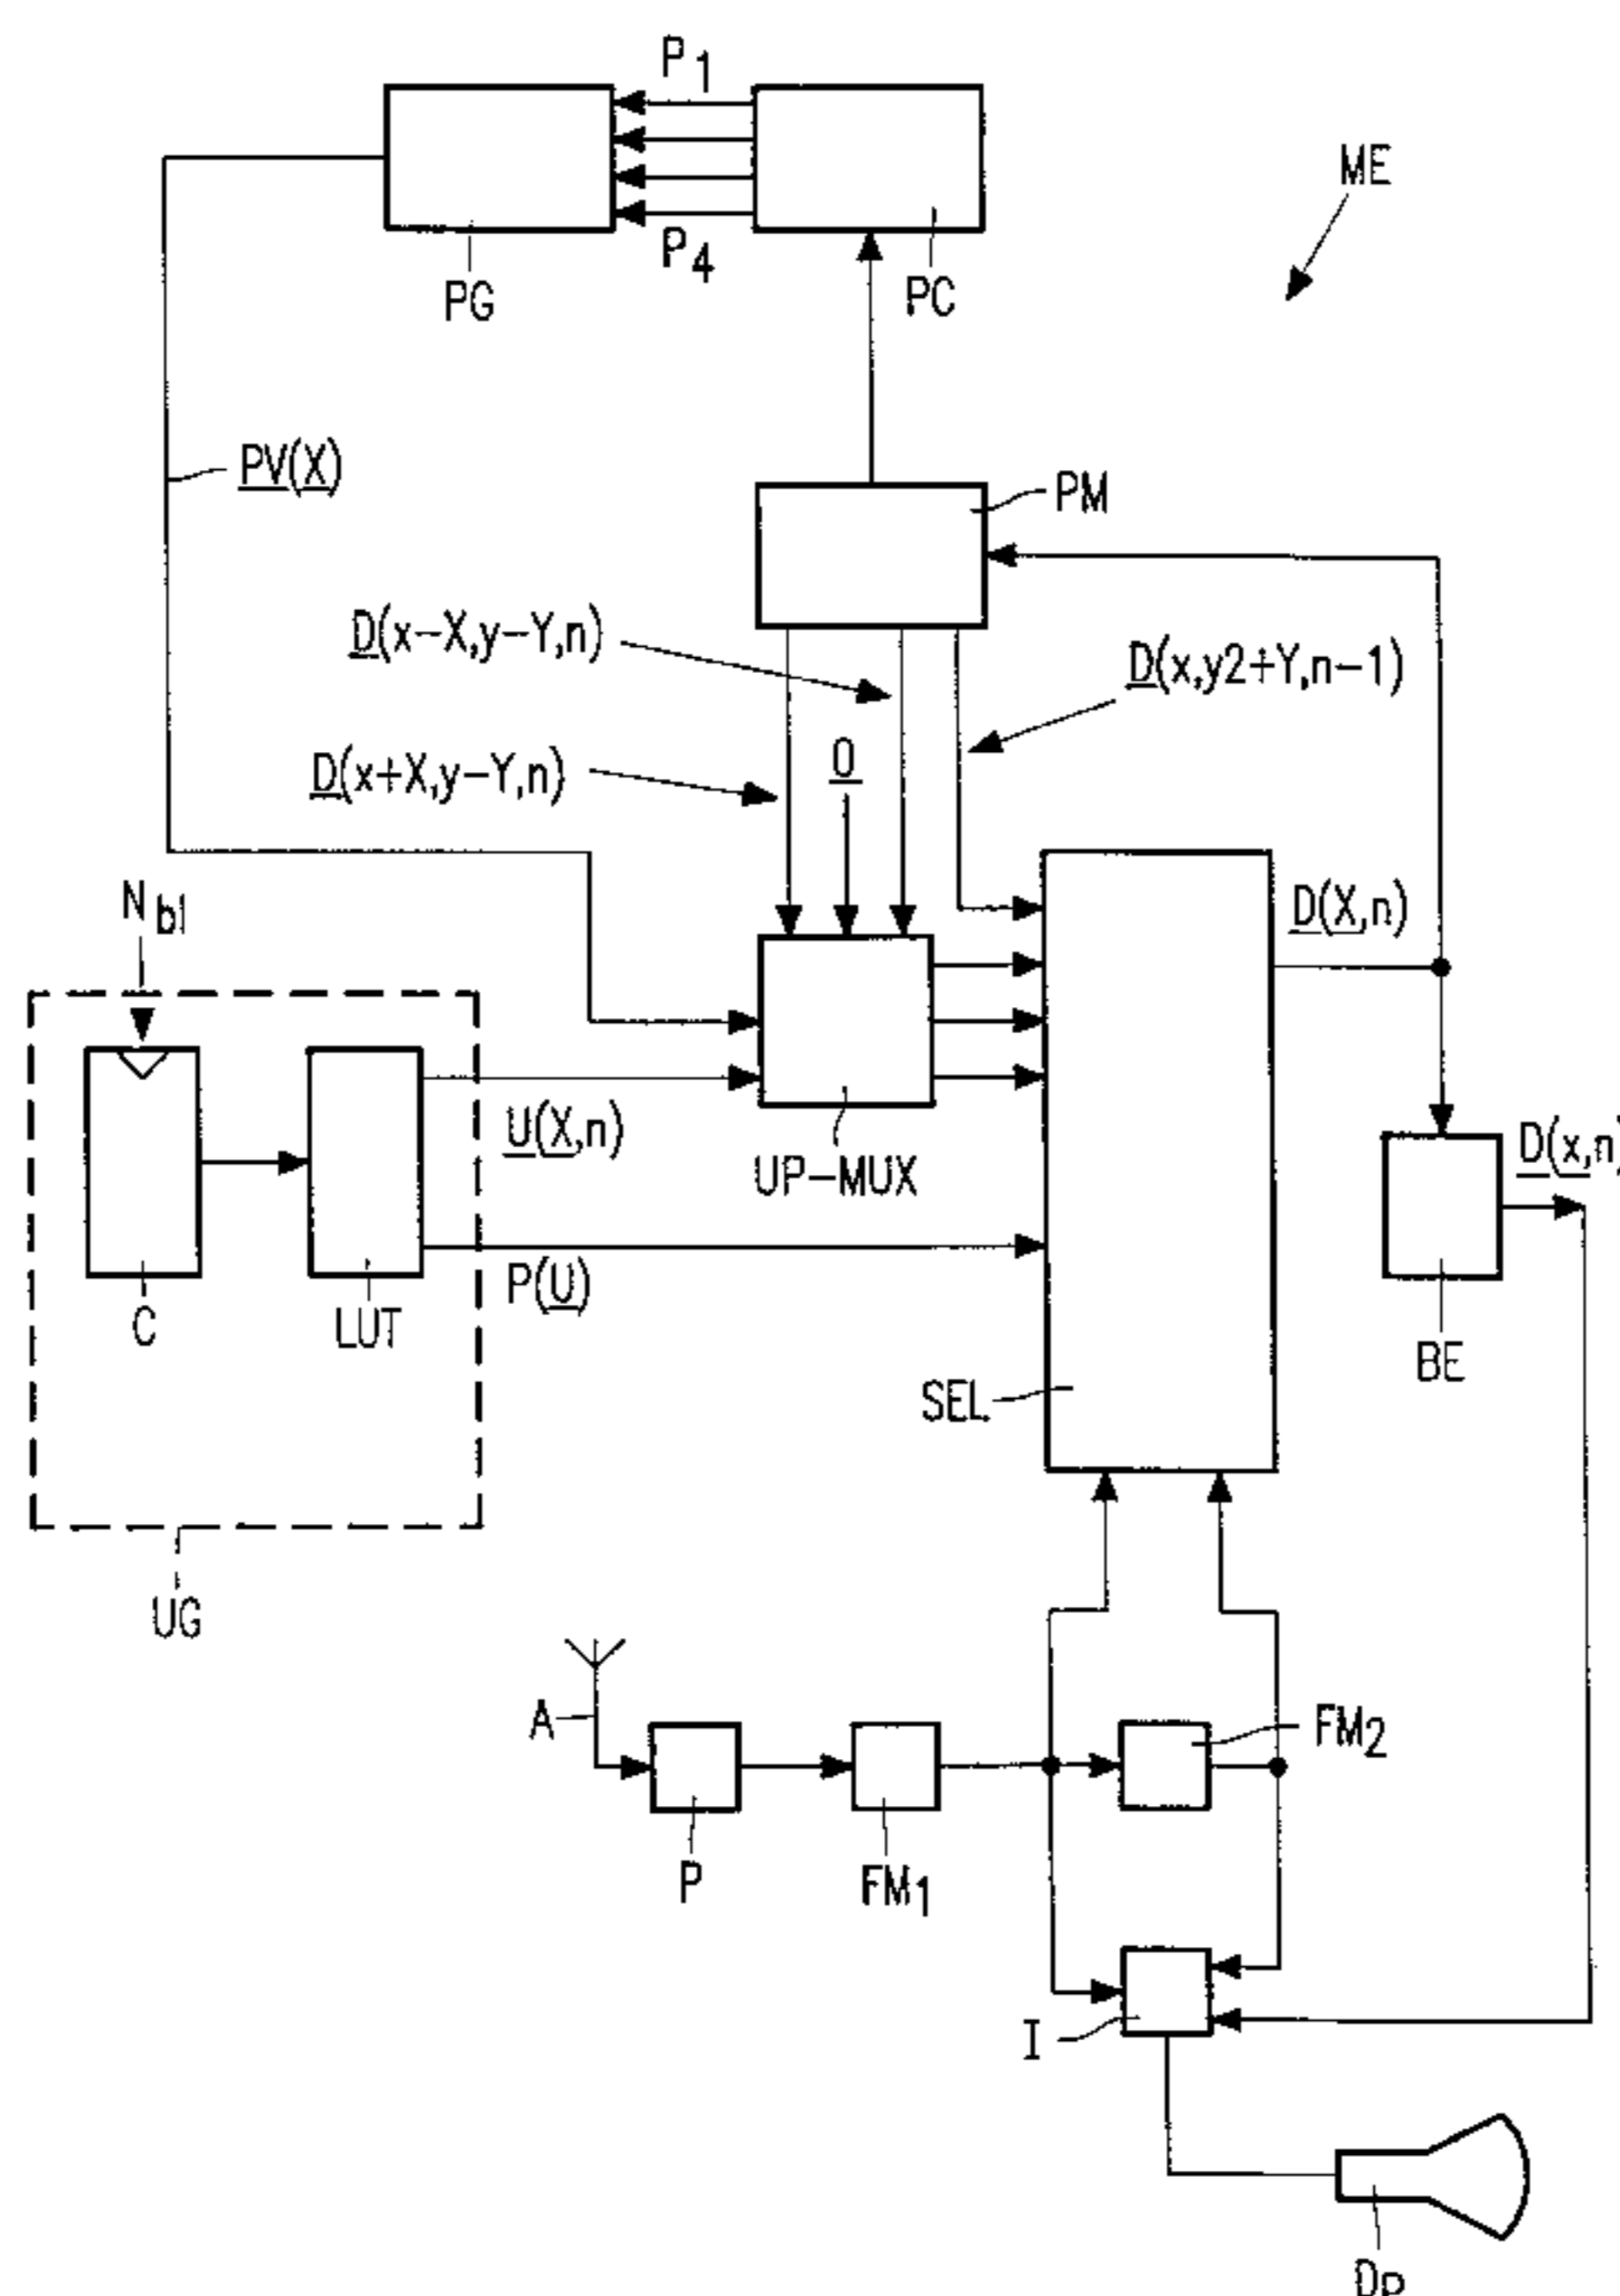 P1
ME
P4
PG
PC
PV(X)
PM
D(x−X,y−Y,n)
D(x,y2+Y,n−1)
D(x+X,y−Y,n)
0
Nbl
D(X,n)
U(X,n)
D(x,n)
UP−MUX
P(U)
C
LUT
BE
SEL
UG
A
FM2
P
FM1
I
Dp